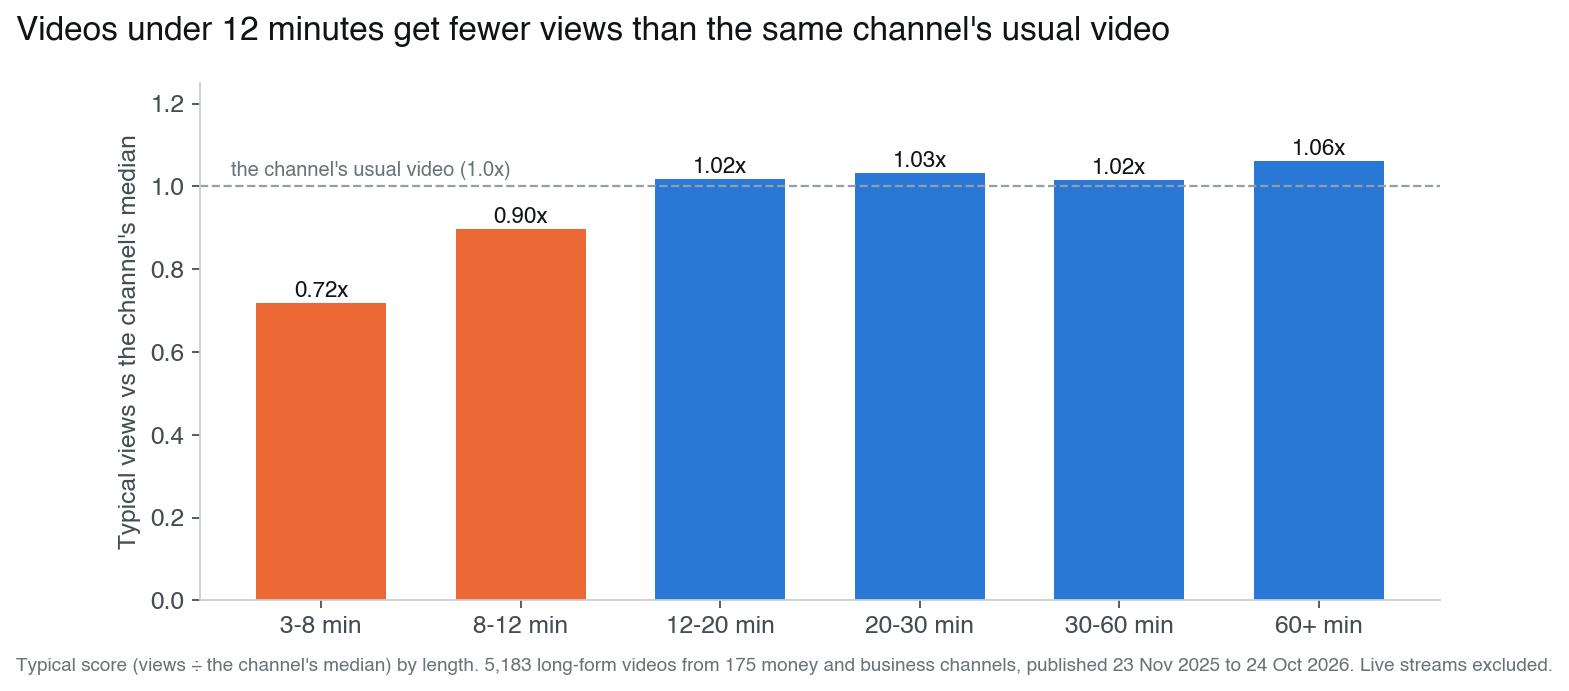 Videos under 12 minutes get fewer views than the same channel's usual video
Typical views vs the channel's median
1.2
1.0
0.8
0.6
0.4
0.2
0.0
the channel's usual video (1.0x)
0.72x
0.90x
1.02x
1.03x
1.02x
1.06x
3-8 min
8-12 min
12-20 min
20-30 min
30-60 min
60+ min
Typical score (views ÷ the channel's median) by length. 5,183 long-form videos from 175 money and business channels, published 23 Nov 2025 to 24 Oct 2026. Live streams excluded.